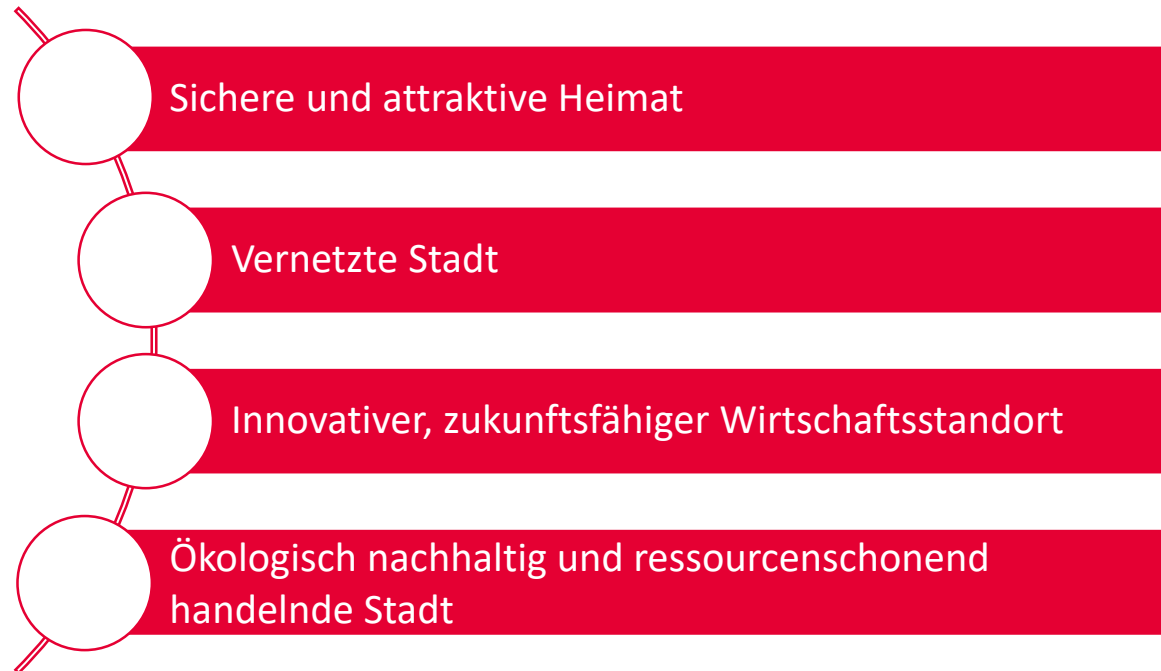 Sichere und attraktive Heimat
Vernetzte Stadt
Innovativer, zukunftsfähiger Wirtschaftsstandort
Ökologisch nachhaltig und ressourcenschonend
handelnde Stadt